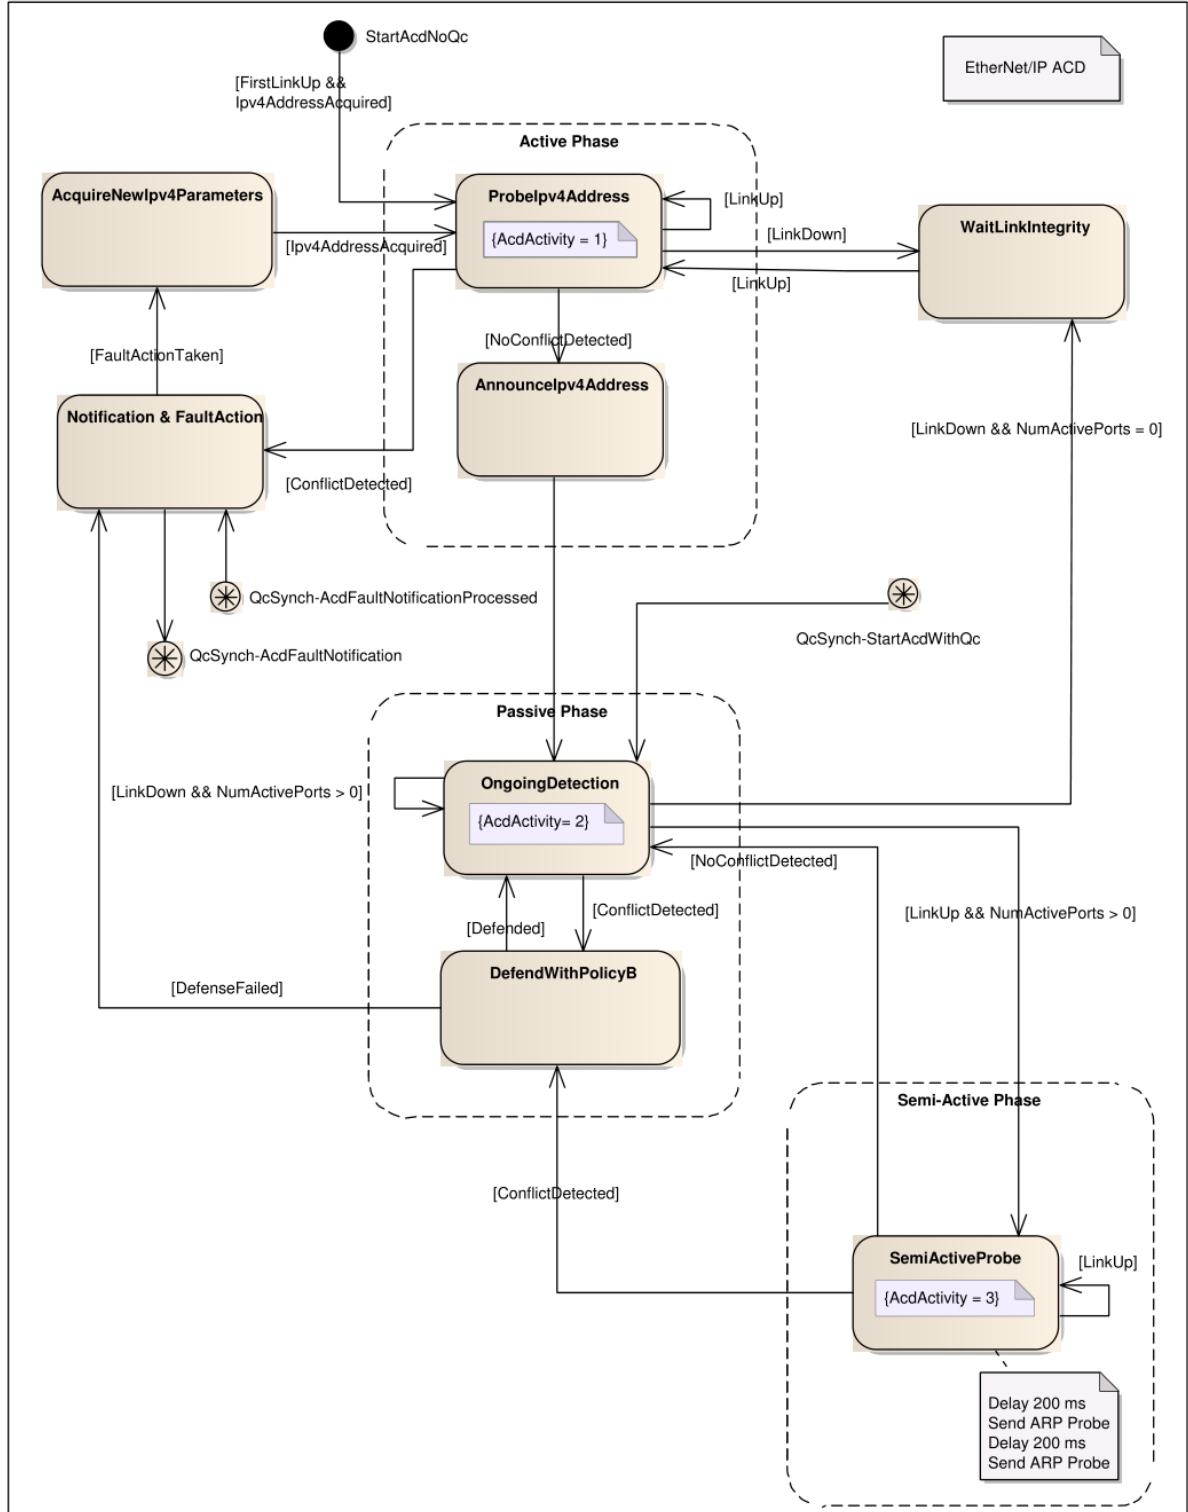 StartAcdNoQc
EtherNet/IP ACD
[FirstLinkUp &&
Ipv4AddressAcquired]
Active Phase
AcquireNewIpv4Parameters
ProbeIpv4Address
{AcdActivity = 1}
[LinkUp]
WaitLinkIntegrity
[Ipv4AddressAcquired]
[LinkDown]
[LinkUp]
[NoConflictDetected]
[FaultActionTaken]
AnnounceIpv4Address
Notification & FaultAction
[LinkDown && NumActivePorts = 0]
[ConflictDetected]
QcSynch-AcdFaultNotificationProcessed
QcSynch-StartAcdWithQc
QcSynch-AcdFaultNotification
Passive Phase
OngoingDetection
[LinkDown && NumActivePorts > 0]
{AcdActivity= 2}
[NoConflictDetected]
[ConflictDetected]
[LinkUp && NumActivePorts > 0]
[Defended]
DefendWithPolicyB
[DefenseFailed]
Semi-Active Phase
[ConflictDetected]
SemiActiveProbe
[LinkUp]
{AcdActivity = 3}
Delay 200 ms
Send ARP Probe
Delay 200 ms
Send ARP Probe